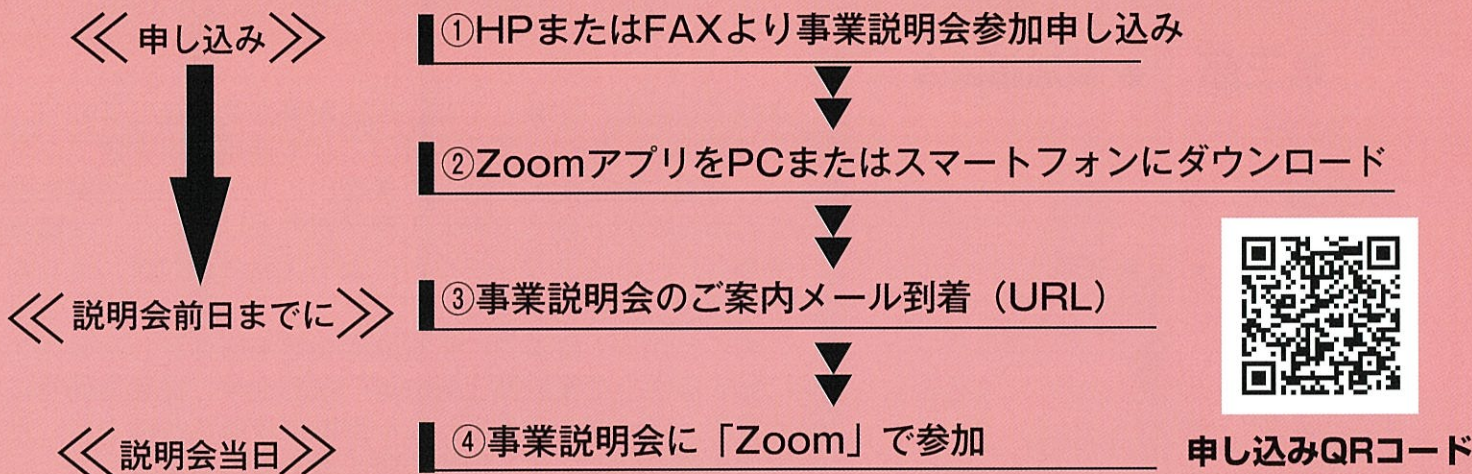 ≪申し込み≫
①HPまたはFAXより事業説明会参加申し込み
②ZoomアプリをPCまたはスマートフォンにダウンロード
≪説明会前日までに≫
③事業説明会のご案内メール到着（URL）
≪説明会当日≫
④事業説明会に「Zoom」で参加
申し込みQRコード